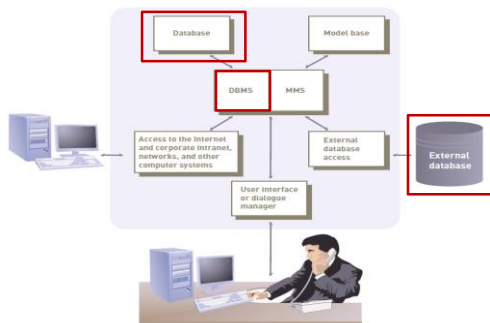 Database
Model base
DBMS
MMS
Access to the Internet
and corporate intranet,
networks, and other
computer systems
External
database
access
External
database
User interface
or dialogue
manager